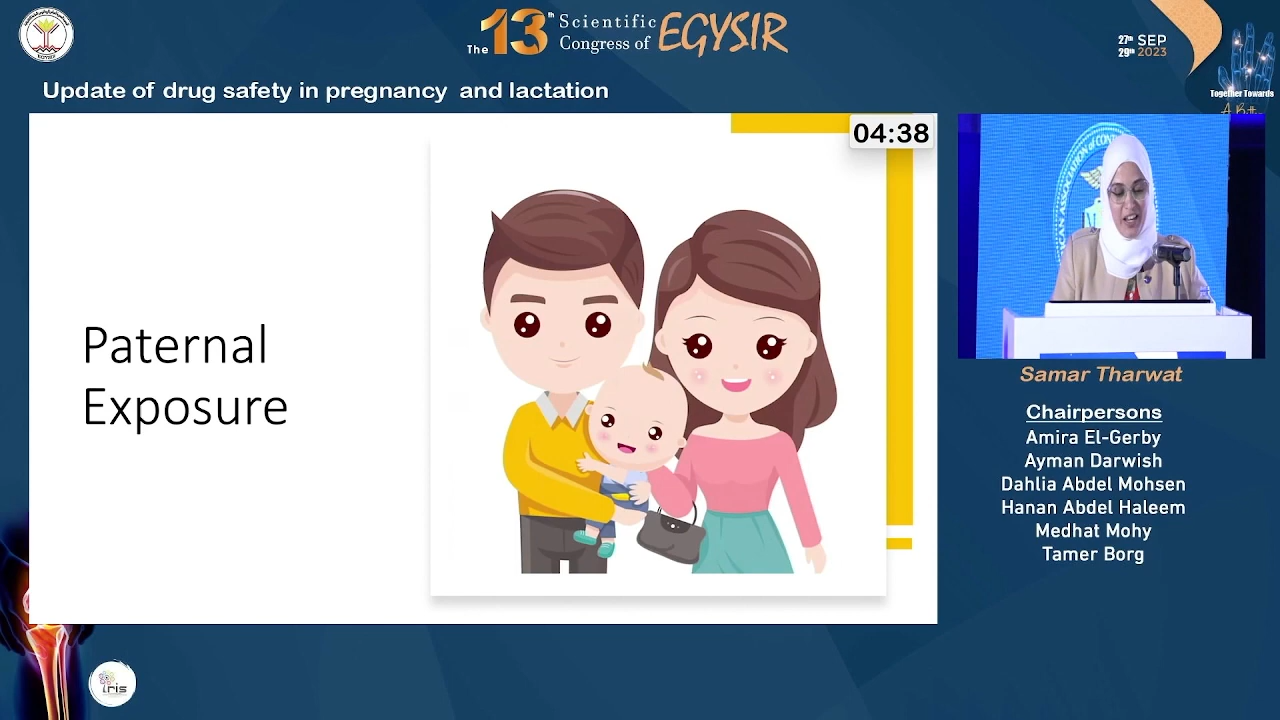 The 13th Scientific
Congress of EGYSIR
27th SEP
29th 2023
Together Towards
Update of drug safety in pregnancy and lactation
04:38
Paternal
Exposure
Samar Tharwat
Chairpersons
Amira El-Gerby
Ayman Darwish
Dahlia Abdel Mohsen
Hanan Abdel Haleem
Medhat Mohy
Tamer Borg
iris